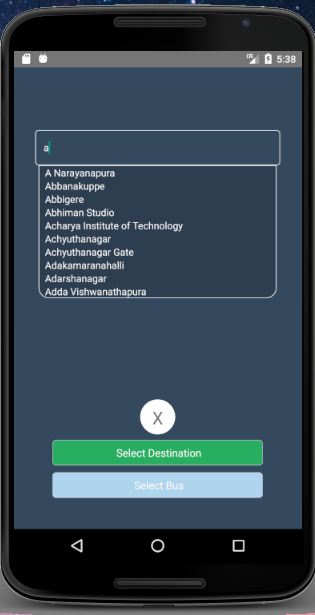 5:38
a
A Narayanapura
Abbanakuppe
Abbigere
Abhiman Studio
Acharya Institute of Technology
Achyuthanagar
Achyuthanagar Gate
Adakamaranahalli
Adarshanagar
Adda Vishwanathapura
X
Select Destination
Select Bus